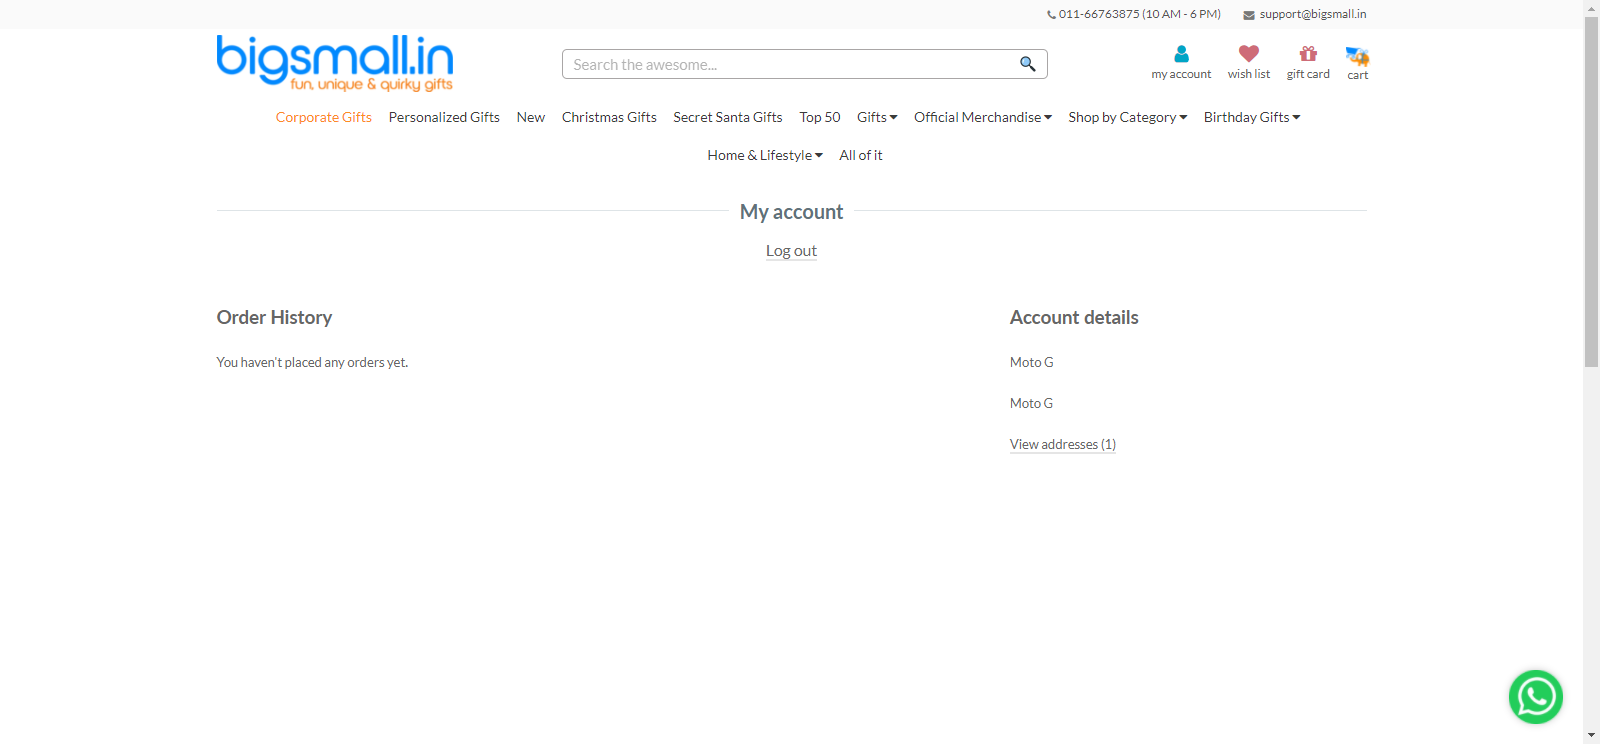 011-66763875 (10 AM - 6 PM) support@bigsmall.in
bigsmall.in
fun, unique & quirky gifts
Search the awesome...
my account wish list gift card cart
Corporate Gifts Personalized Gifts New Christmas Gifts Secret Santa Gifts Top 50 Gifts Official Merchandise Shop by Category Birthday Gifts
Home & Lifestyle All of it
My account
Log out
Order History
You haven't placed any orders yet.
Account details
Moto G
Moto G
View addresses (1)